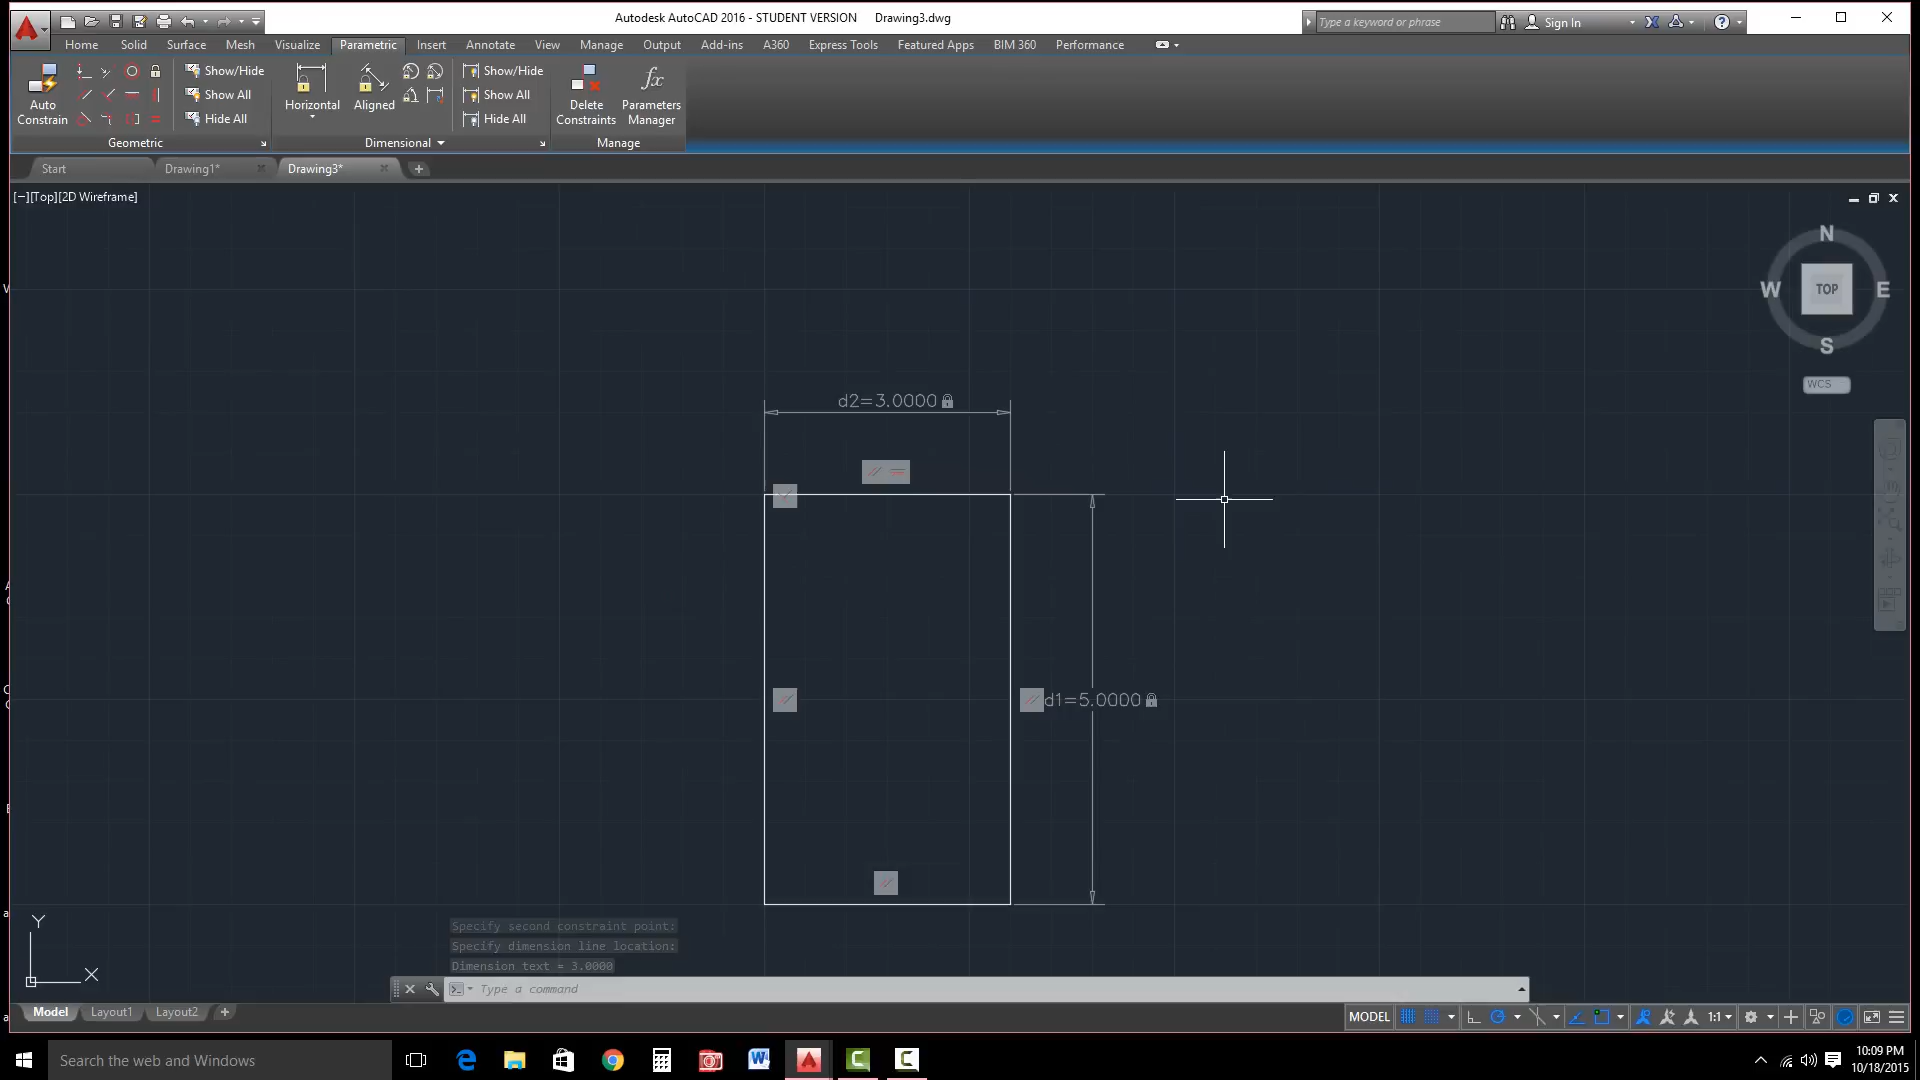 Autodesk AutoCAD 2016 - STUDENT VERSION Drawing3.dwg
Type a keyword or phrase
Sign In
Home Solid Surface Mesh Visualize Parametric Insert Annotate View Manage Output Add-ins A360 Express Tools Featured Apps BIM 360 Performance
Auto
Constrain
Show/Hide
Show All
Hide All
Geometric
Horizontal
Aligned
Show/Hide
Show All
Hide All
Dimensional
Delete
Constraints
fx
Parameters
Manager
Manage
Start Drawing1* Drawing3* +
[−][Top][2D Wireframe]
N
W TOP E
S
WCS
d2=3.0000
d1=5.0000
Specify second constraint point:
Specify dimension line location:
Dimension text = 3.0000
Y
X
Type a command
Model Layout1 Layout2 +
MODEL 1:1
Search the web and Windows
10:09 PM
10/18/2015